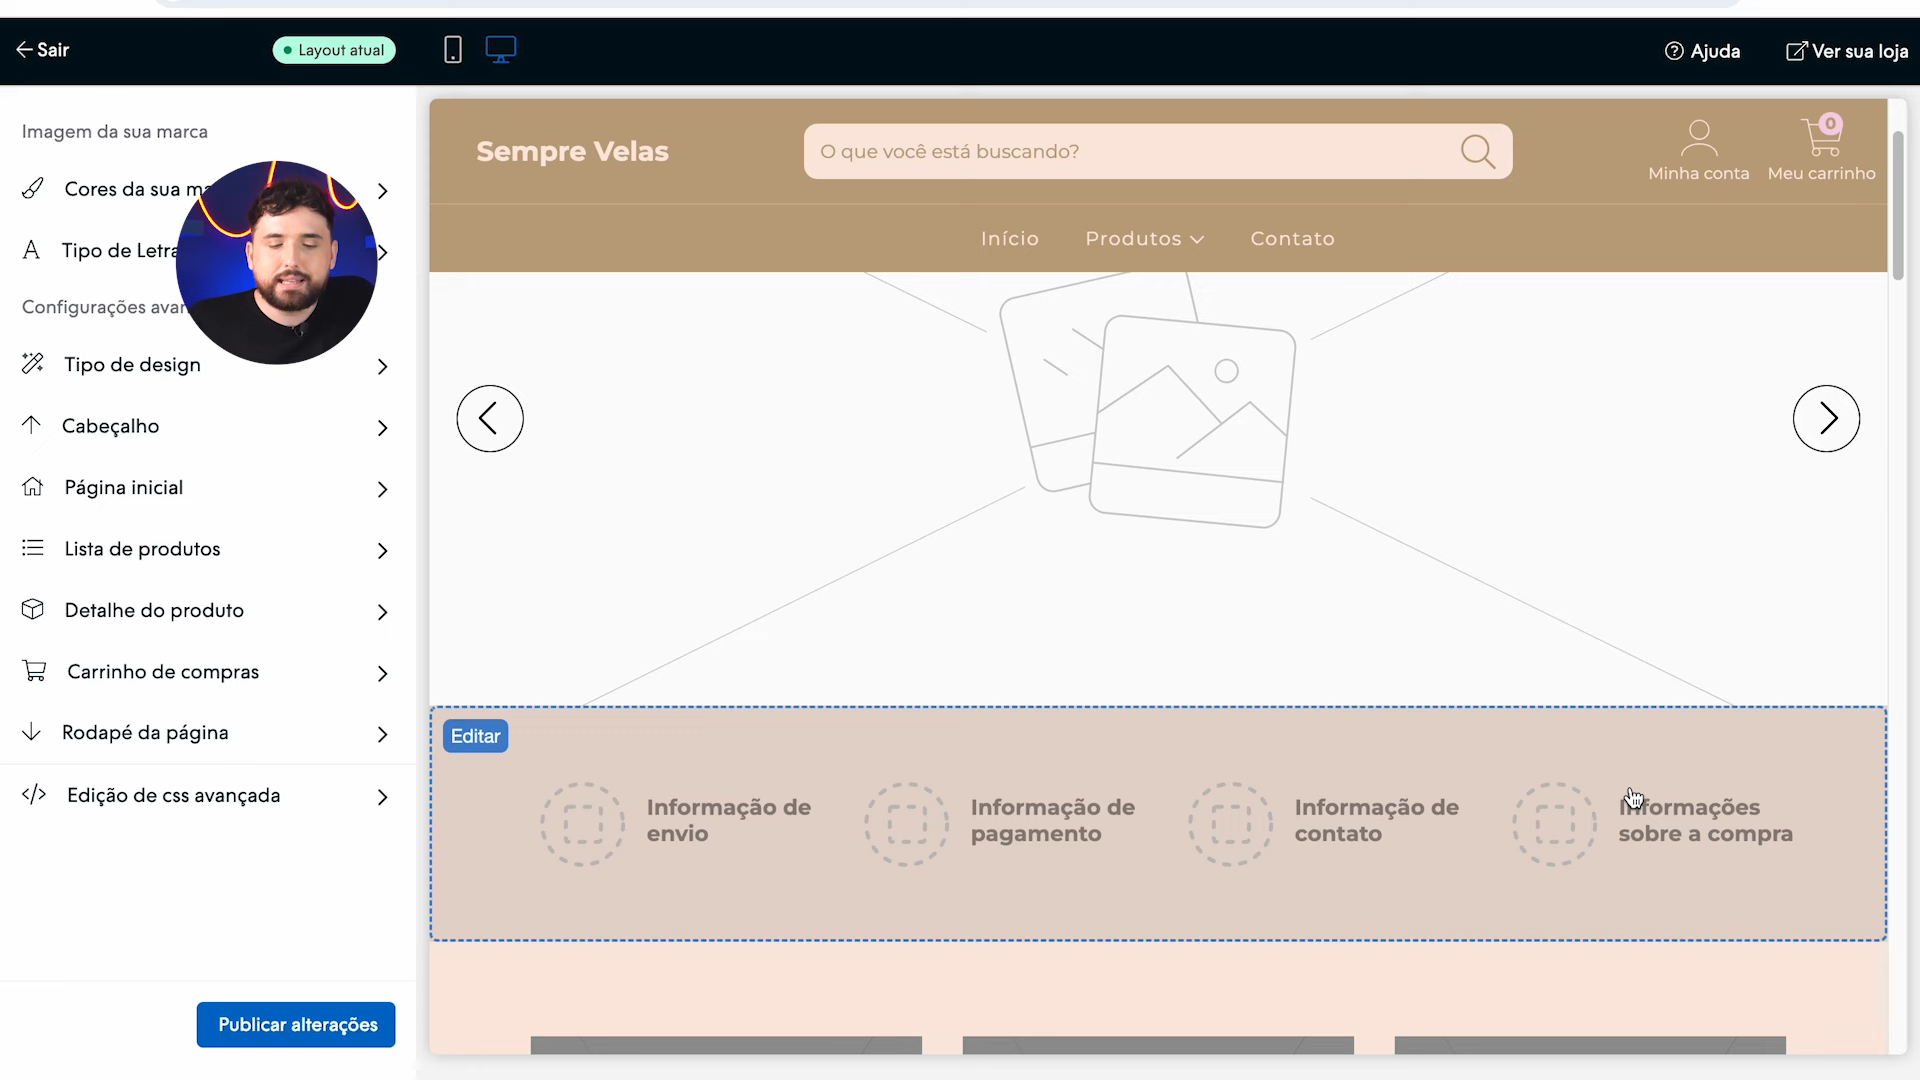 Sair
Layout atual
Ajuda
Ver sua loja
Imagem da sua marca
Cores da sua
Tipo de Letra
Configurações
Tipo de design
Cabeçalho
Página inicial
Lista de produtos
Detalhe do produto
Carrinho de compras
Rodapé da página
Edição de css avançada
Publicar alterações
Sempre Velas
O que você está buscando?
Minha conta
0
Meu carrinho
Início
Produtos
Contato
Editar
Informação de
envio
Informação de
pagamento
Informação de
contato
Informações
sobre a compra